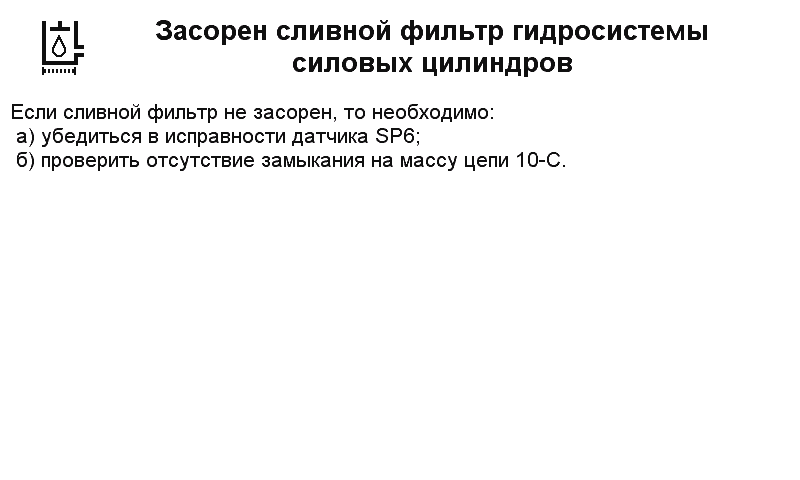 Засорен сливной фильтр гидросистемы
силовых цилиндров
Если сливной фильтр не засорен, то необходимо:
а) убедиться в исправности датчика SP6;
б) проверить отсутствие замыкания на массу цепи 10-С.